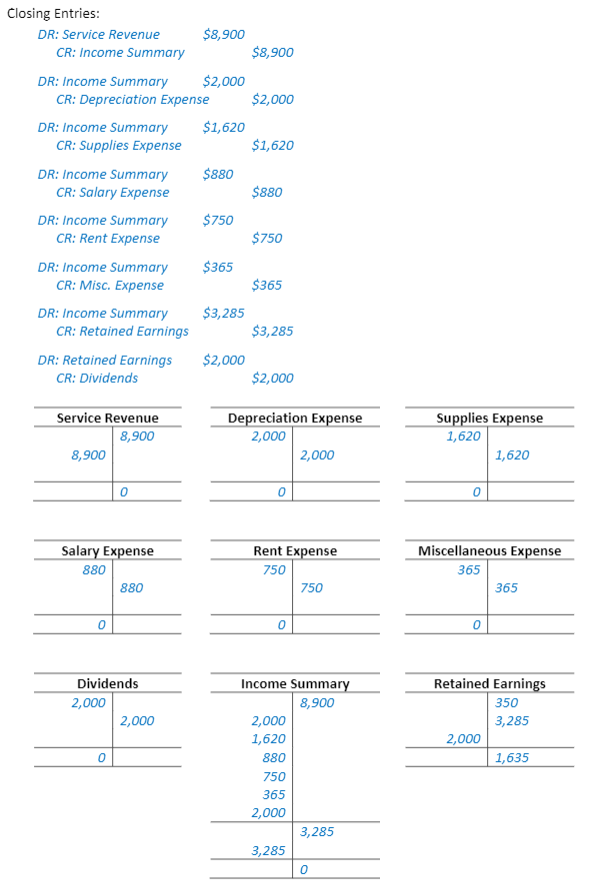 Closing Entries:
DR: Service Revenue $8,900
CR: Income Summary $8,900
DR: Income Summary $2,000
CR: Depreciation Expense $2,000
DR: Income Summary $1,620
CR: Supplies Expense $1,620
DR: Income Summary $880
CR: Salary Expense $880
DR: Income Summary $750
CR: Rent Expense $750
DR: Income Summary $365
CR: Misc. Expense $365
DR: Income Summary $3,285
CR: Retained Earnings $3,285
DR: Retained Earnings $2,000
CR: Dividends $2,000
Service Revenue Depreciation Expense Supplies Expense
8,900 2,000 1,620
8,900 2,000 1,620
0 0 0
Salary Expense Rent Expense Miscellaneous Expense
880 750 365
880 750 365
0 0 0
Dividends Income Summary Retained Earnings
2,000 8,900 350
2,000 2,000 3,285
1,620 2,000
0 880 1,635
750
365
2,000
3,285
3,285
0